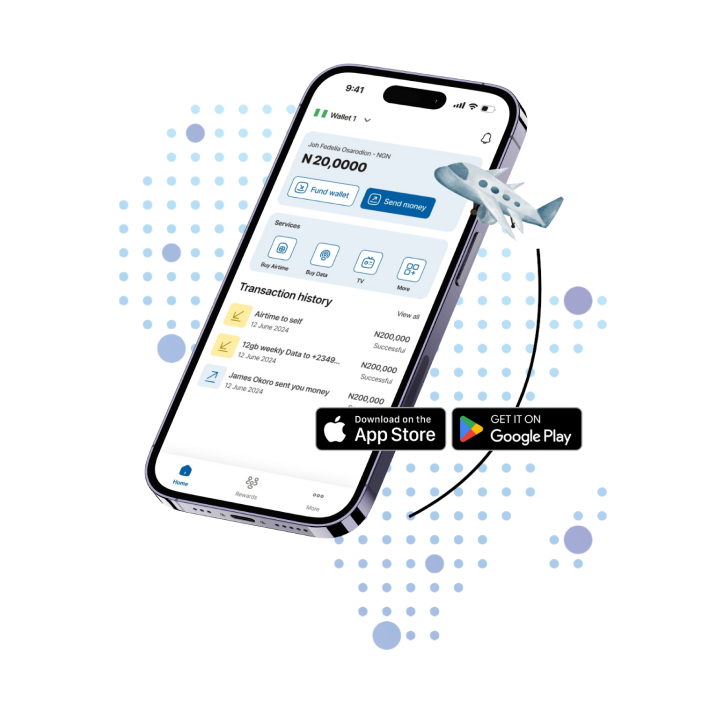 9:41
Wallet 1
Joh Fedelia Osarodion - NGN
N 20,0000
Fund wallet
Send money
Services
Buy Airtime
Buy Data
TV
More
Transaction history
View all
Airtime to self
12 June 2024
N200,000
Successful
12gb weekly Data to +2349...
12 June 2024
N200,000
Successful
James Okoro sent you money
12 June 2024
N200,000
Download on the
App Store
GET IT ON
Google Play
Home
Rewards
More